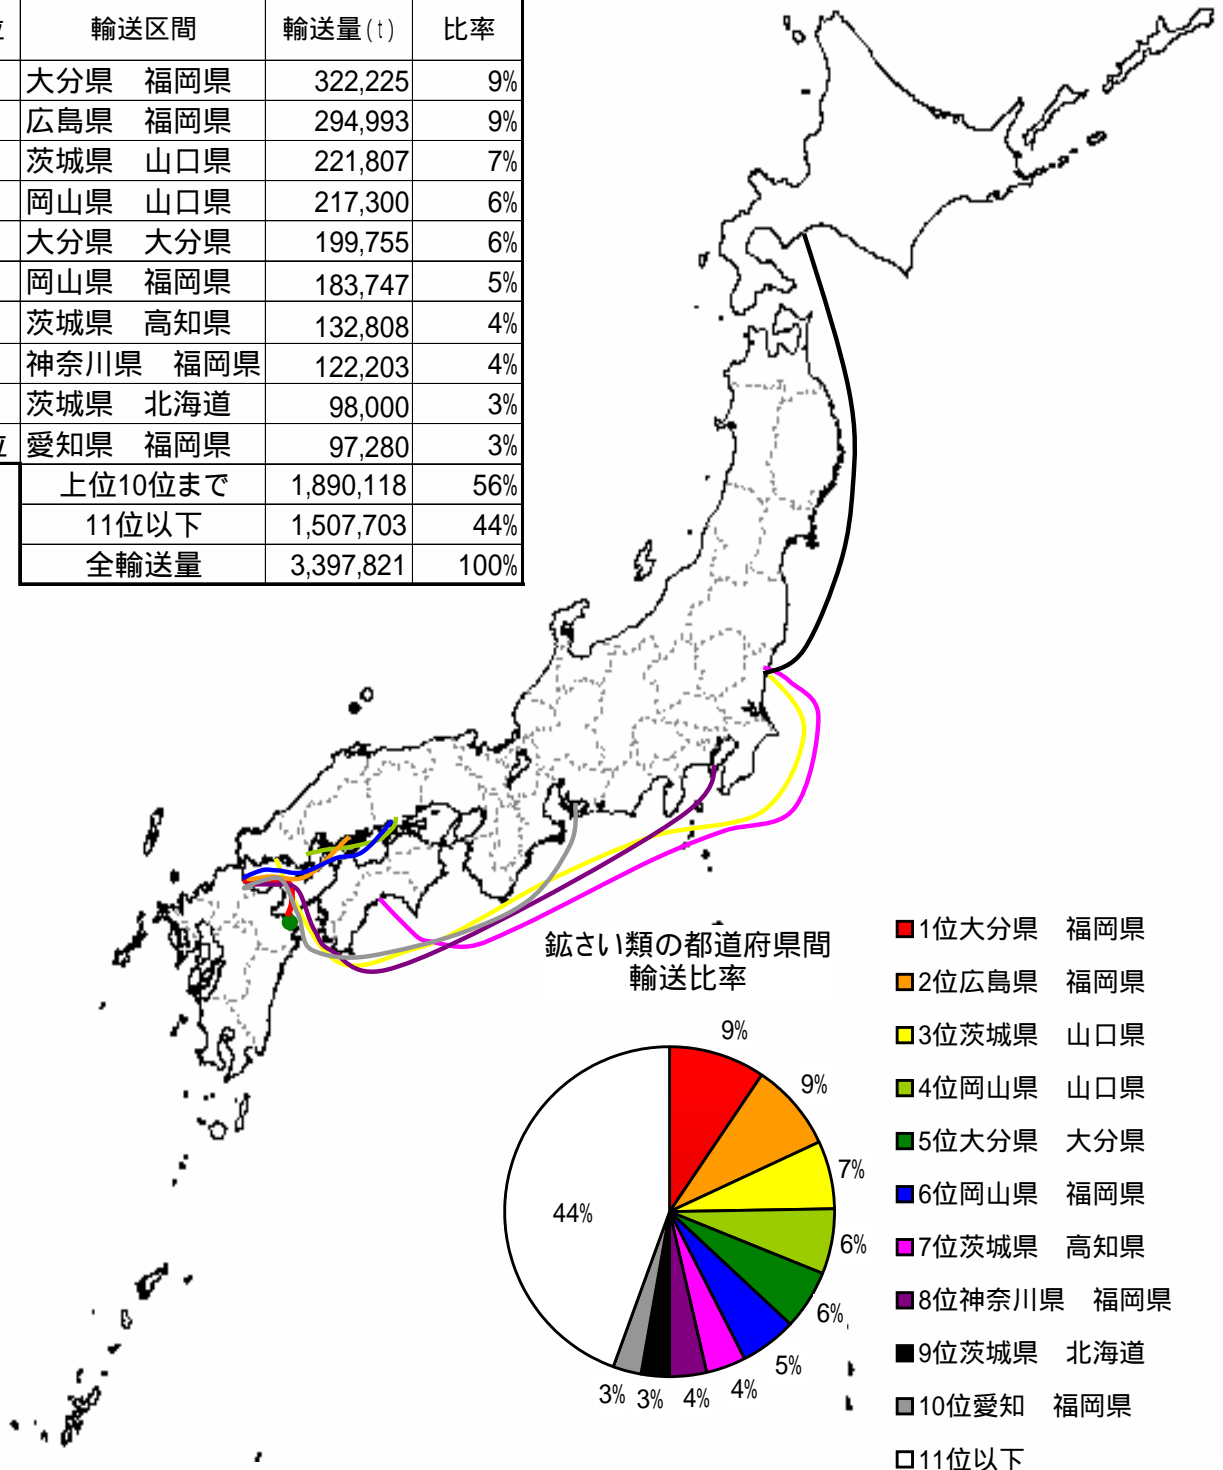 位 輸送区間 輸送量(t) 比率
大分県 福岡県 322,225 9%
広島県 福岡県 294,993 9%
茨城県 山口県 221,807 7%
岡山県 山口県 217,300 6%
大分県 大分県 199,755 6%
岡山県 福岡県 183,747 5%
茨城県 高知県 132,808 4%
神奈川県 福岡県 122,203 4%
茨城県 北海道 98,000 3%
位 愛知県 福岡県 97,280 3%
上位10位まで 1,890,118 56%
11位以下 1,507,703 44%
全輸送量 3,397,821 100%
鉱さい類の都道府県間
輸送比率
9%
9%
7%
6%
6%
5%
4%
4%
3%
3%
44%
1位大分県 福岡県
2位広島県 福岡県
3位茨城県 山口県
4位岡山県 山口県
5位大分県 大分県
6位岡山県 福岡県
7位茨城県 高知県
8位神奈川県 福岡県
9位茨城県 北海道
10位愛知 福岡県
11位以下